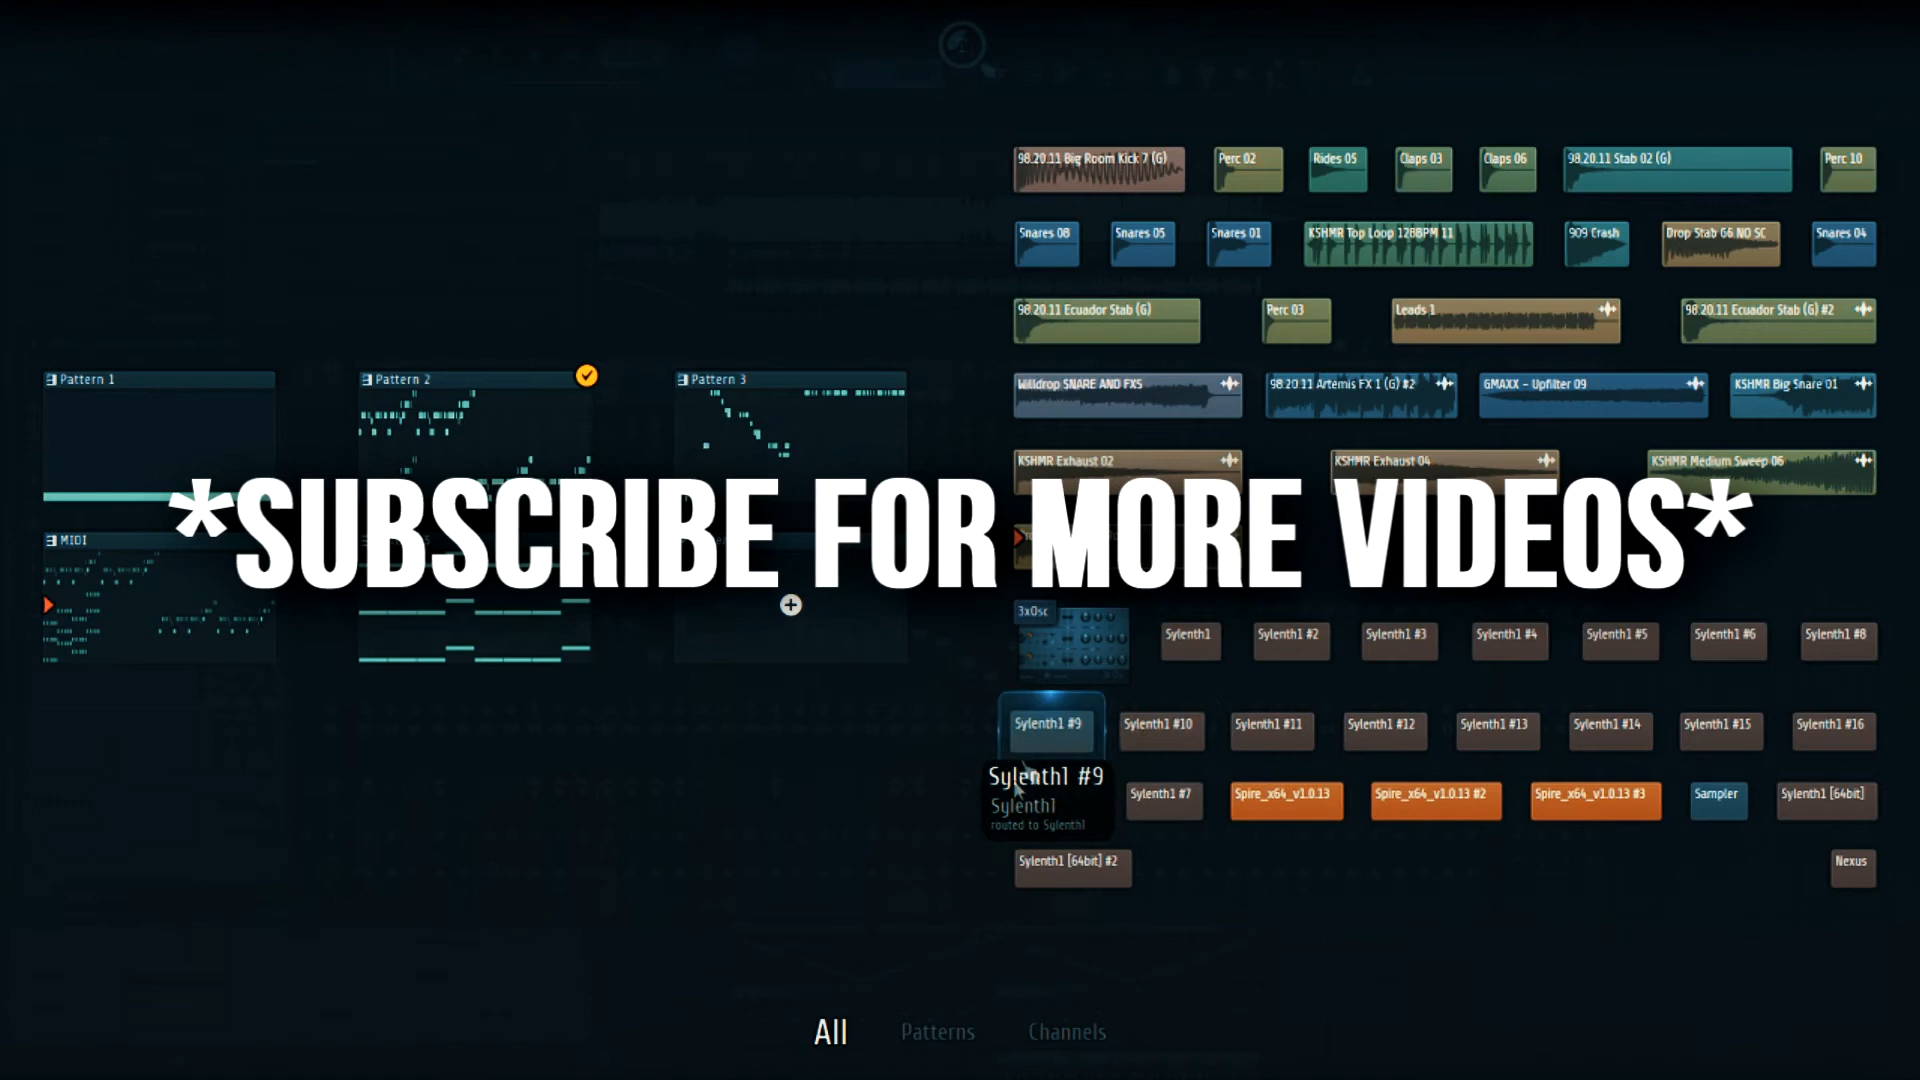 98.20.11 Big Room Kick 7 (G) Perc 02 Rides 05 Claps 03 Claps 06 98.20.11 Stab 02 (G) Perc 10
Snares 08 Snares 05 Snares 01 KSHMR Top Loop 128BPM 11 909 Crash Drop Stab 66 NO SC Snares 04
98.20.11 Ecuador Stab (G) Perc 03 Leads 1 98.20.11 Ecuador Stab (G) #2
Pattern 1 Pattern 2 Pattern 3
Willdrop SNARE AND FXS 98.20.11 Artemis FX 1 (G) #2 GMAXX - Upfilter 09 KSHMR Big Snare 01
KSHMR Exhaust 02 KSHMR Exhaust 04 KSHMR Medium Sweep 06
*SUBSCRIBE FOR MORE VIDEOS*
MIDI
3xOsc
Sylenth1 Sylenth1 #2 Sylenth1 #3 Sylenth1 #4 Sylenth1 #5 Sylenth1 #6 Sylenth1 #8
Sylenth1 #9 Sylenth1 #10 Sylenth1 #11 Sylenth1 #12 Sylenth1 #13 Sylenth1 #14 Sylenth1 #15 Sylenth1 #16
Sylenth1 #9
Sylenth1
routed to Sylenth1
Sylenth1 #7 Spire_x64_v1.0.13 Spire_x64_v1.0.13 #2 Spire_x64_v1.0.13 #3 Sampler Sylenth1 [64bit]
Sylenth1 [64bit] #2 Nexus
All Patterns Channels